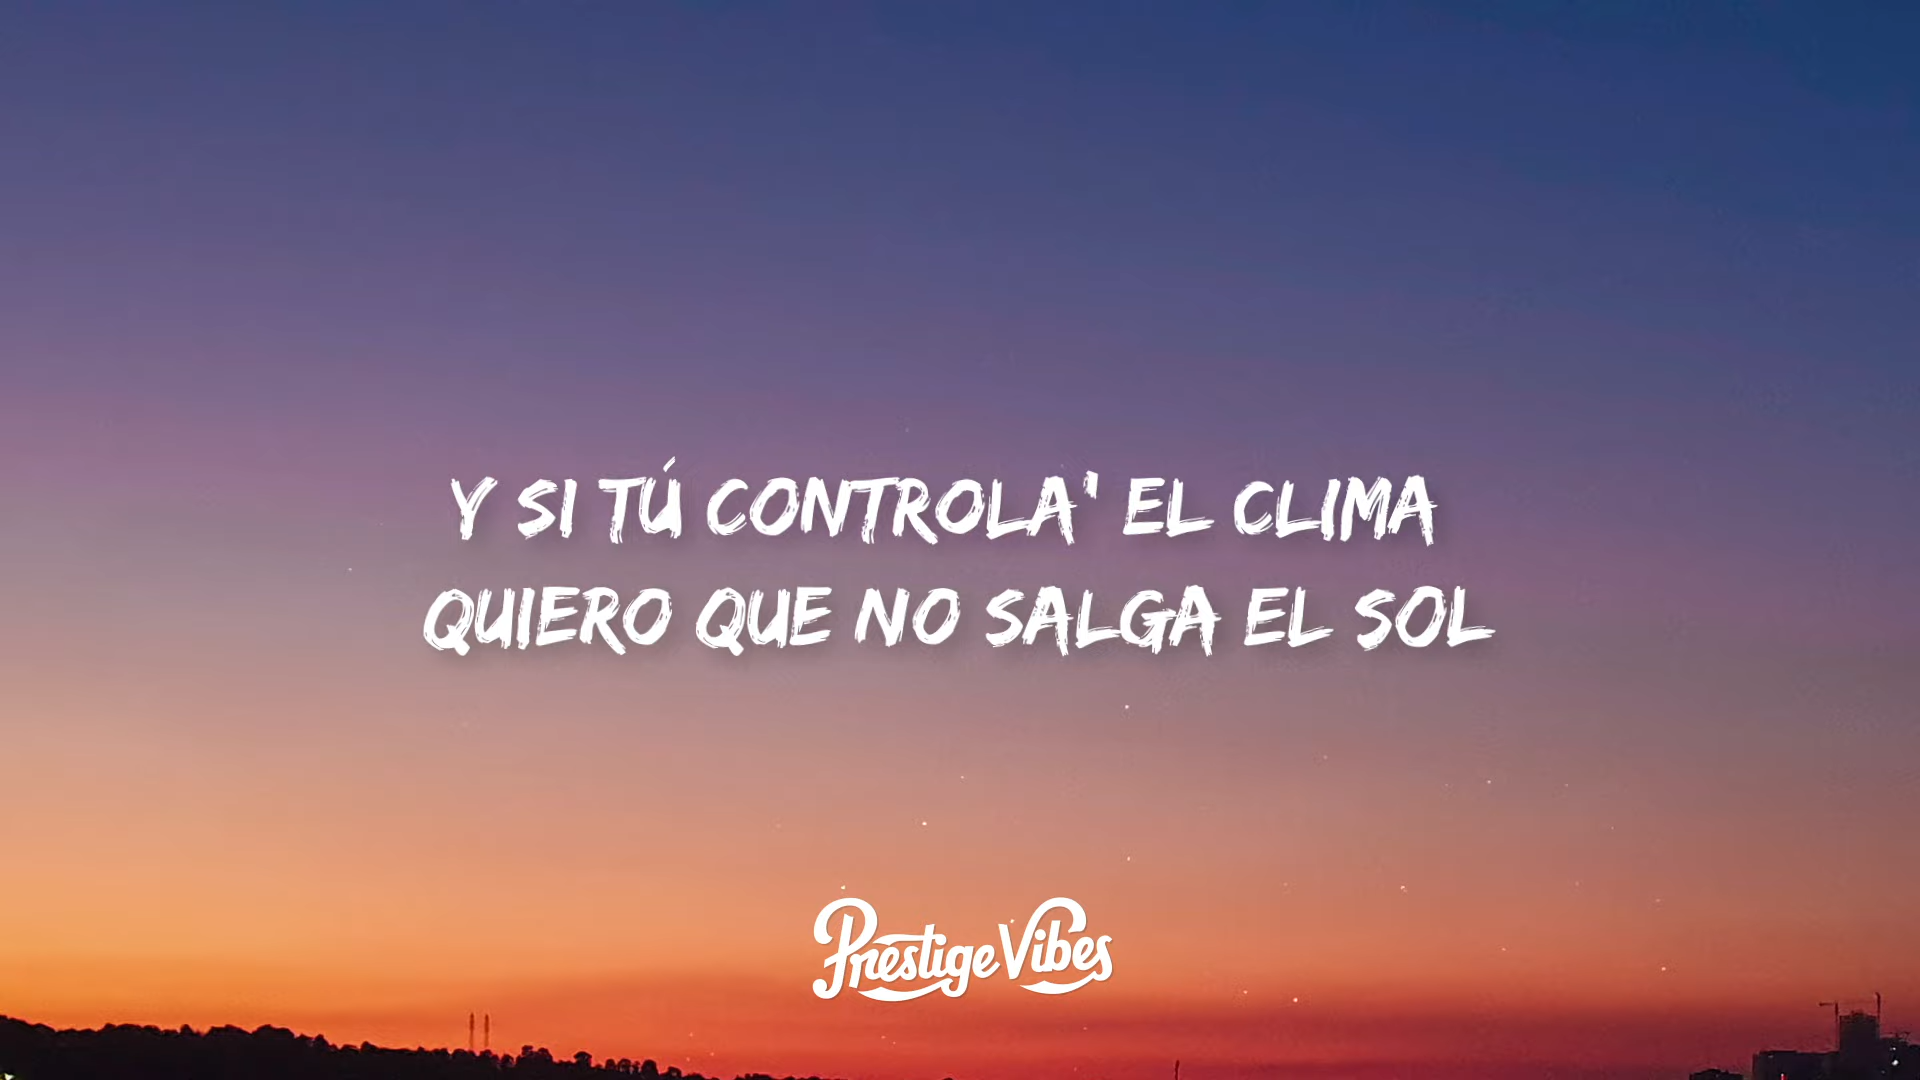 Y SI TÚ CONTROLA' EL CLIMA
QUIERO QUE NO SALGA EL SOL
Prestige Vibes